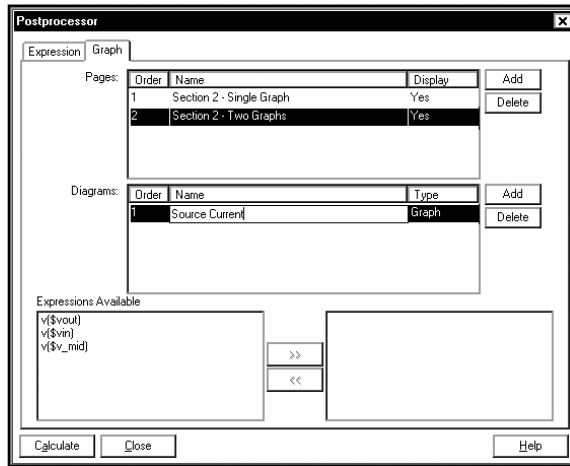 Postprocessor
Expression Graph
Pages: Order Name Display Add
1 Section 2 - Single Graph Yes Delete
2 Section 2 - Two Graphs Yes
Diagrams: Order Name Type Add
1 Source Current Graph Delete
Expressions Available
v($vout)
v($vin)
v($v_mid)
>>
<<
Calculate Close Help